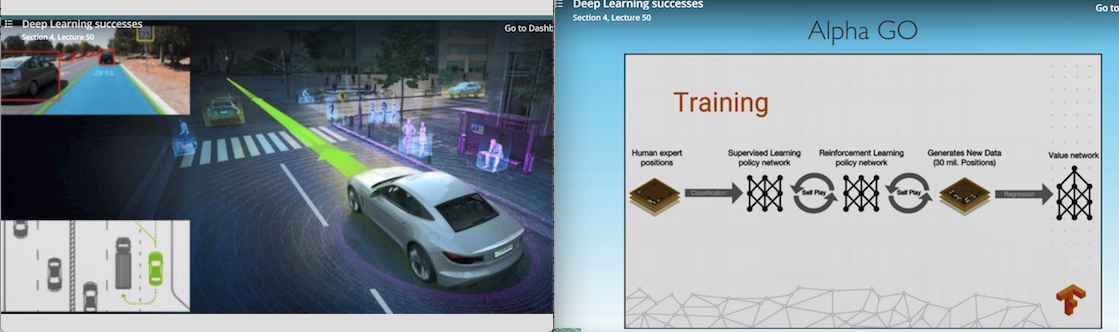 Deep Learning successes
Section 4, Lecture 50
Go to Dashb
Deep Learning successes
Section 4, Lecture 50
Go to
Alpha GO
Training
Human expert
positions
Supervised Learning
policy network
Reinforcement Learning
policy network
Generates New Data
(30 mil. Positions)
Value network
Classification
Self Play
Self Play
Regression